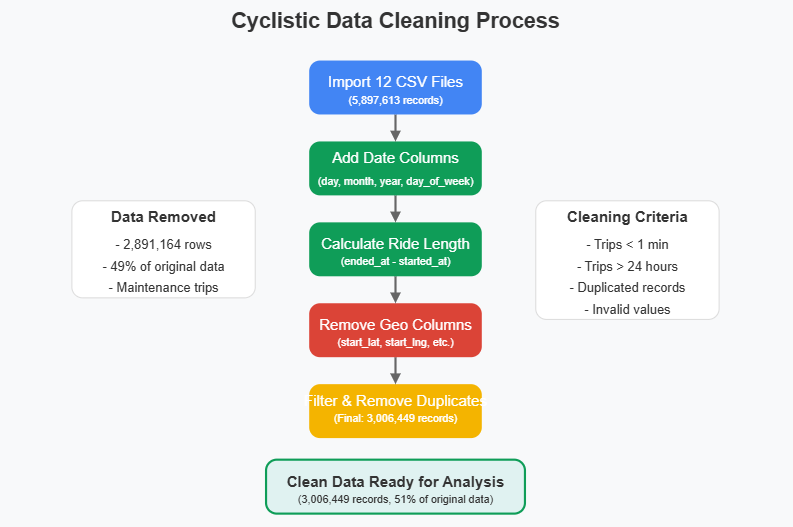 Cyclistic Data Cleaning Process
Import 12 CSV Files
(5,897,613 records)
Add Date Columns
(day, month, year, day_of_week)
Calculate Ride Length
(ended_at - started_at)
Remove Geo Columns
(start_lat, start_lng, etc.)
Filter & Remove Duplicates
(Final: 3,006,449 records)
Data Removed
- 2,891,164 rows
- 49% of original data
- Maintenance trips
Cleaning Criteria
- Trips < 1 min
- Trips > 24 hours
- Duplicated records
- Invalid values
Clean Data Ready for Analysis
(3,006,449 records, 51% of original data)